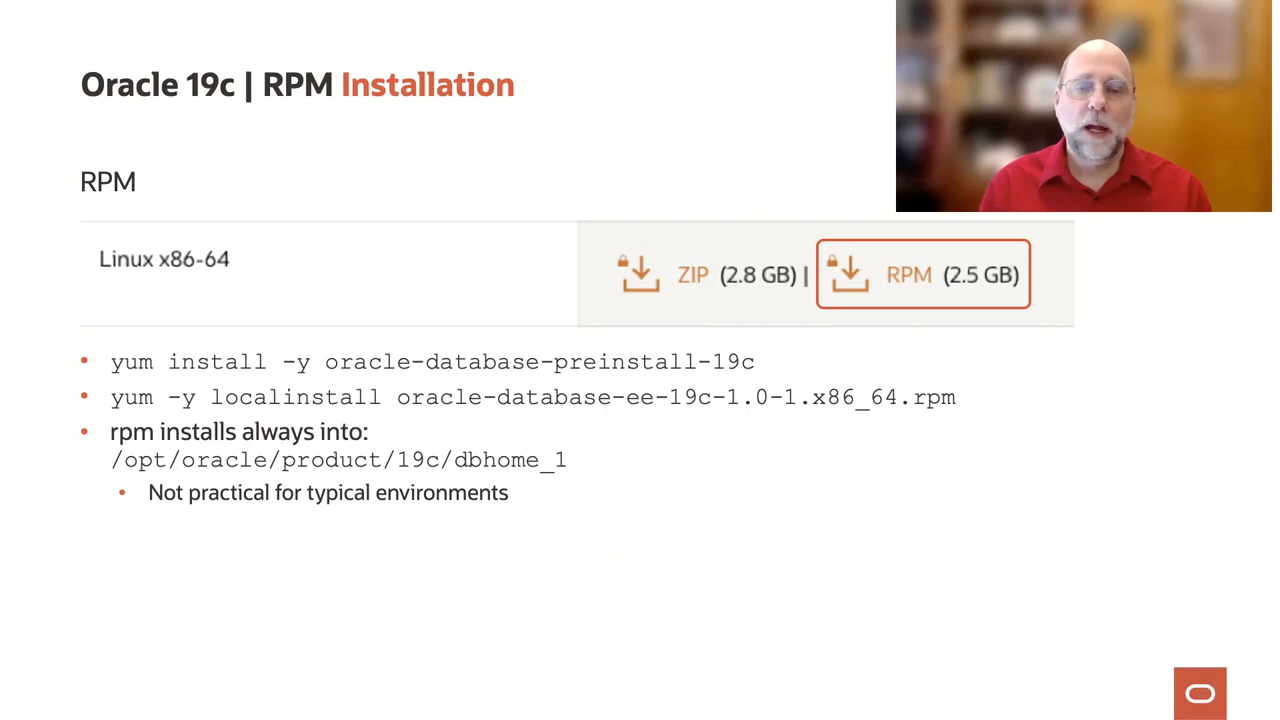 Oracle 19c | RPM Installation
RPM
Linux x86-64
ZIP (2.8 GB) | RPM (2.5 GB)
• yum install -y oracle-database-preinstall-19c
• yum -y localinstall oracle-database-ee-19c-1.0-1.x86_64.rpm
• rpm installs always into:
/opt/oracle/product/19c/dbhome_1
• Not practical for typical environments